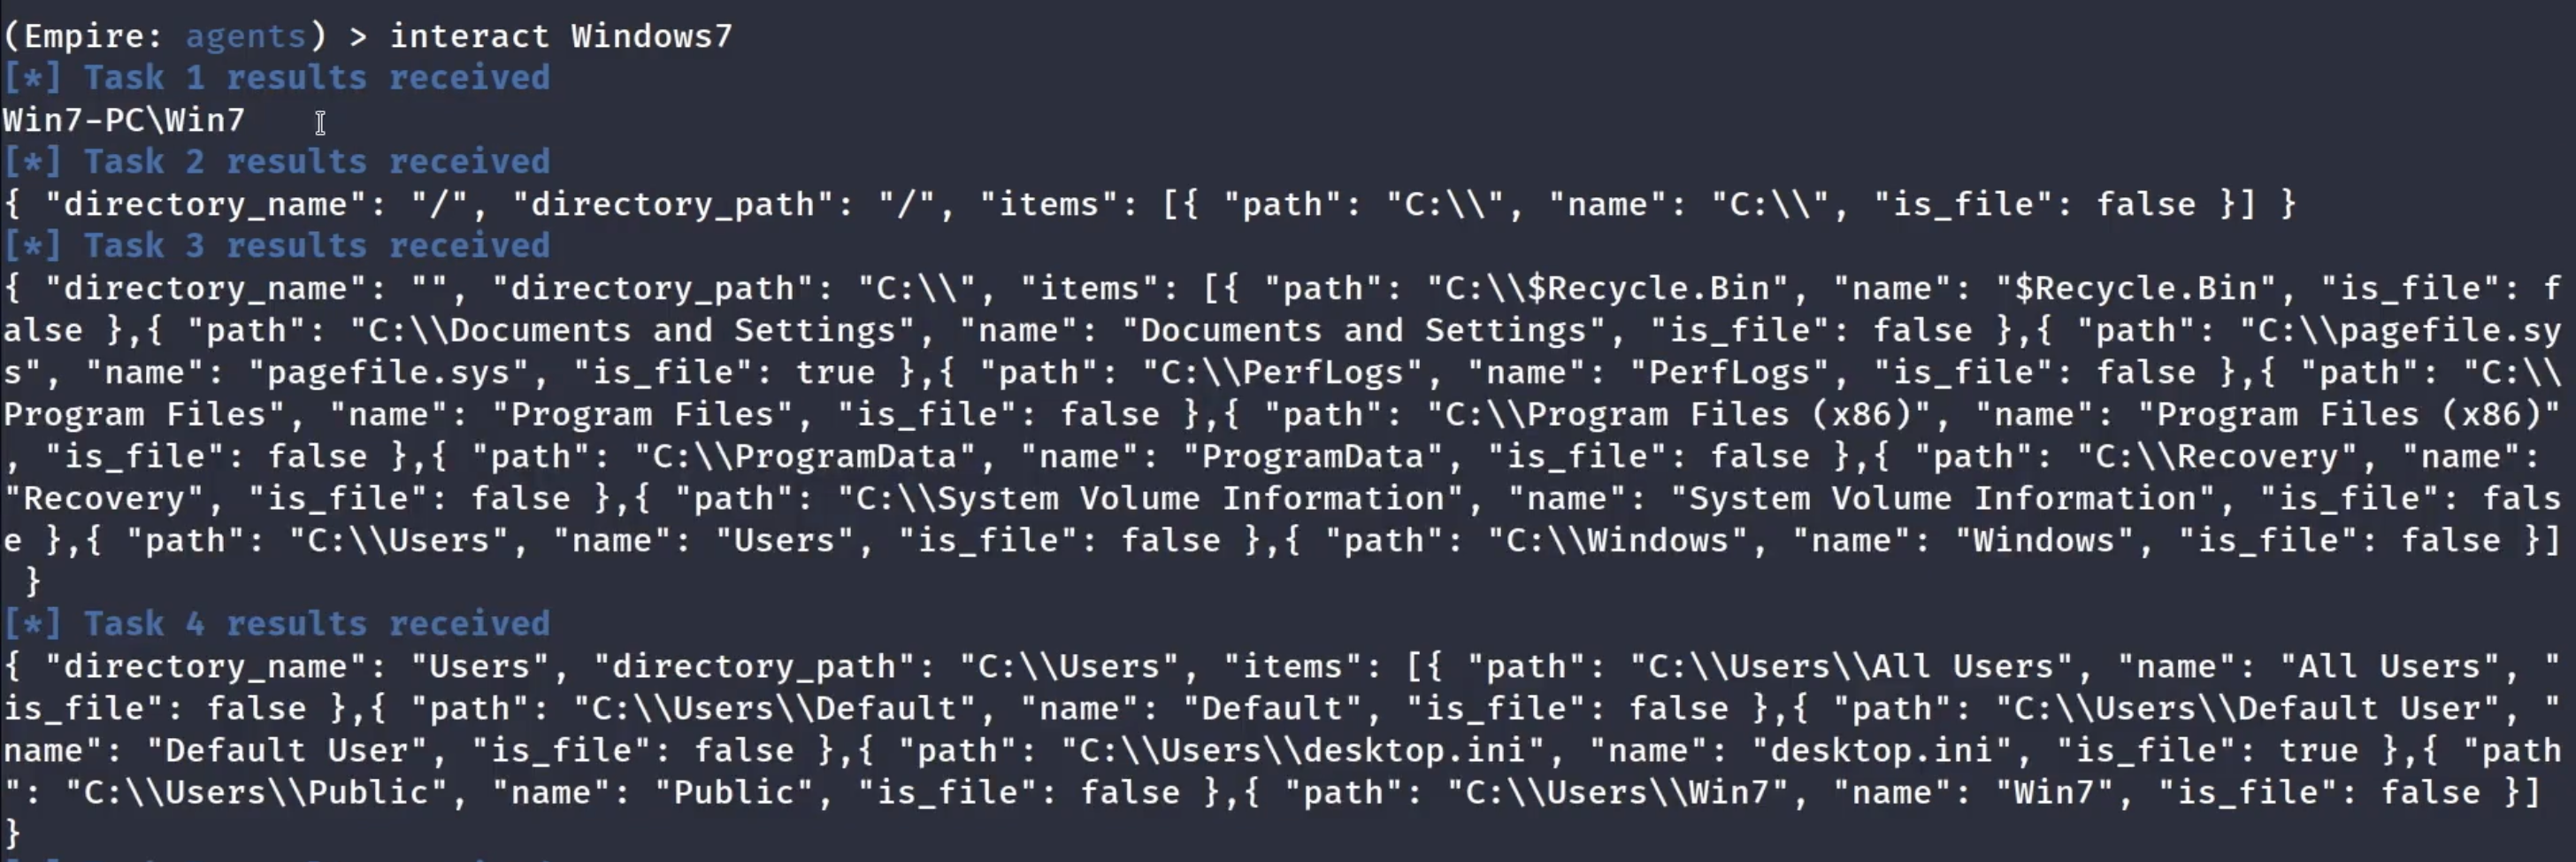 (Empire: agents) > interact Windows7
[*] Task 1 results received
Win7-PC\Win7
[*] Task 2 results received
{ "directory_name": "/", "directory_path": "/", "items": [{ "path": "C:\\", "name": "C:\\", "is_file": false }] }
[*] Task 3 results received
{ "directory_name": "", "directory_path": "C:\\", "items": [{ "path": "C:\\$Recycle.Bin", "name": "$Recycle.Bin", "is_file": f
alse },{ "path": "C:\\Documents and Settings", "name": "Documents and Settings", "is_file": false },{ "path": "C:\\pagefile.sy
s", "name": "pagefile.sys", "is_file": true },{ "path": "C:\\PerfLogs", "name": "PerfLogs", "is_file": false },{ "path": "C:\\
Program Files", "name": "Program Files", "is_file": false },{ "path": "C:\\Program Files (x86)", "name": "Program Files (x86)"
, "is_file": false },{ "path": "C:\\ProgramData", "name": "ProgramData", "is_file": false },{ "path": "C:\\Recovery", "name":
"Recovery", "is_file": false },{ "path": "C:\\System Volume Information", "name": "System Volume Information", "is_file": fals
e },{ "path": "C:\\Users", "name": "Users", "is_file": false },{ "path": "C:\\Windows", "name": "Windows", "is_file": false }]
 }
[*] Task 4 results received
{ "directory_name": "Users", "directory_path": "C:\\Users", "items": [{ "path": "C:\\Users\\All Users", "name": "All Users", "
is_file": false },{ "path": "C:\\Users\\Default", "name": "Default", "is_file": false },{ "path": "C:\\Users\\Default User", "
name": "Default User", "is_file": false },{ "path": "C:\\Users\\desktop.ini", "name": "desktop.ini", "is_file": true },{ "path
": "C:\\Users\\Public", "name": "Public", "is_file": false },{ "path": "C:\\Users\\Win7", "name": "Win7", "is_file": false }]
}